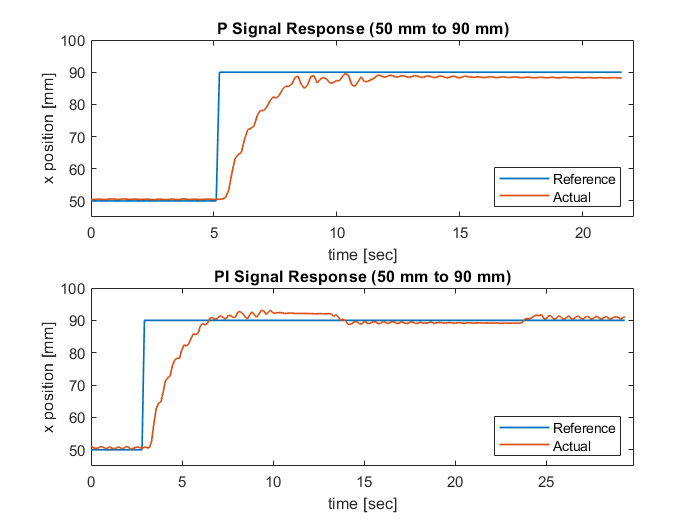 P Signal Response (50 mm to 90 mm)
x position [mm]
100
90
80
70
60
50
Reference
Actual
0
5
10
15
20
time [sec]
PI Signal Response (50 mm to 90 mm)
x position [mm]
100
90
80
70
60
50
Reference
Actual
0
5
10
15
20
25
time [sec]